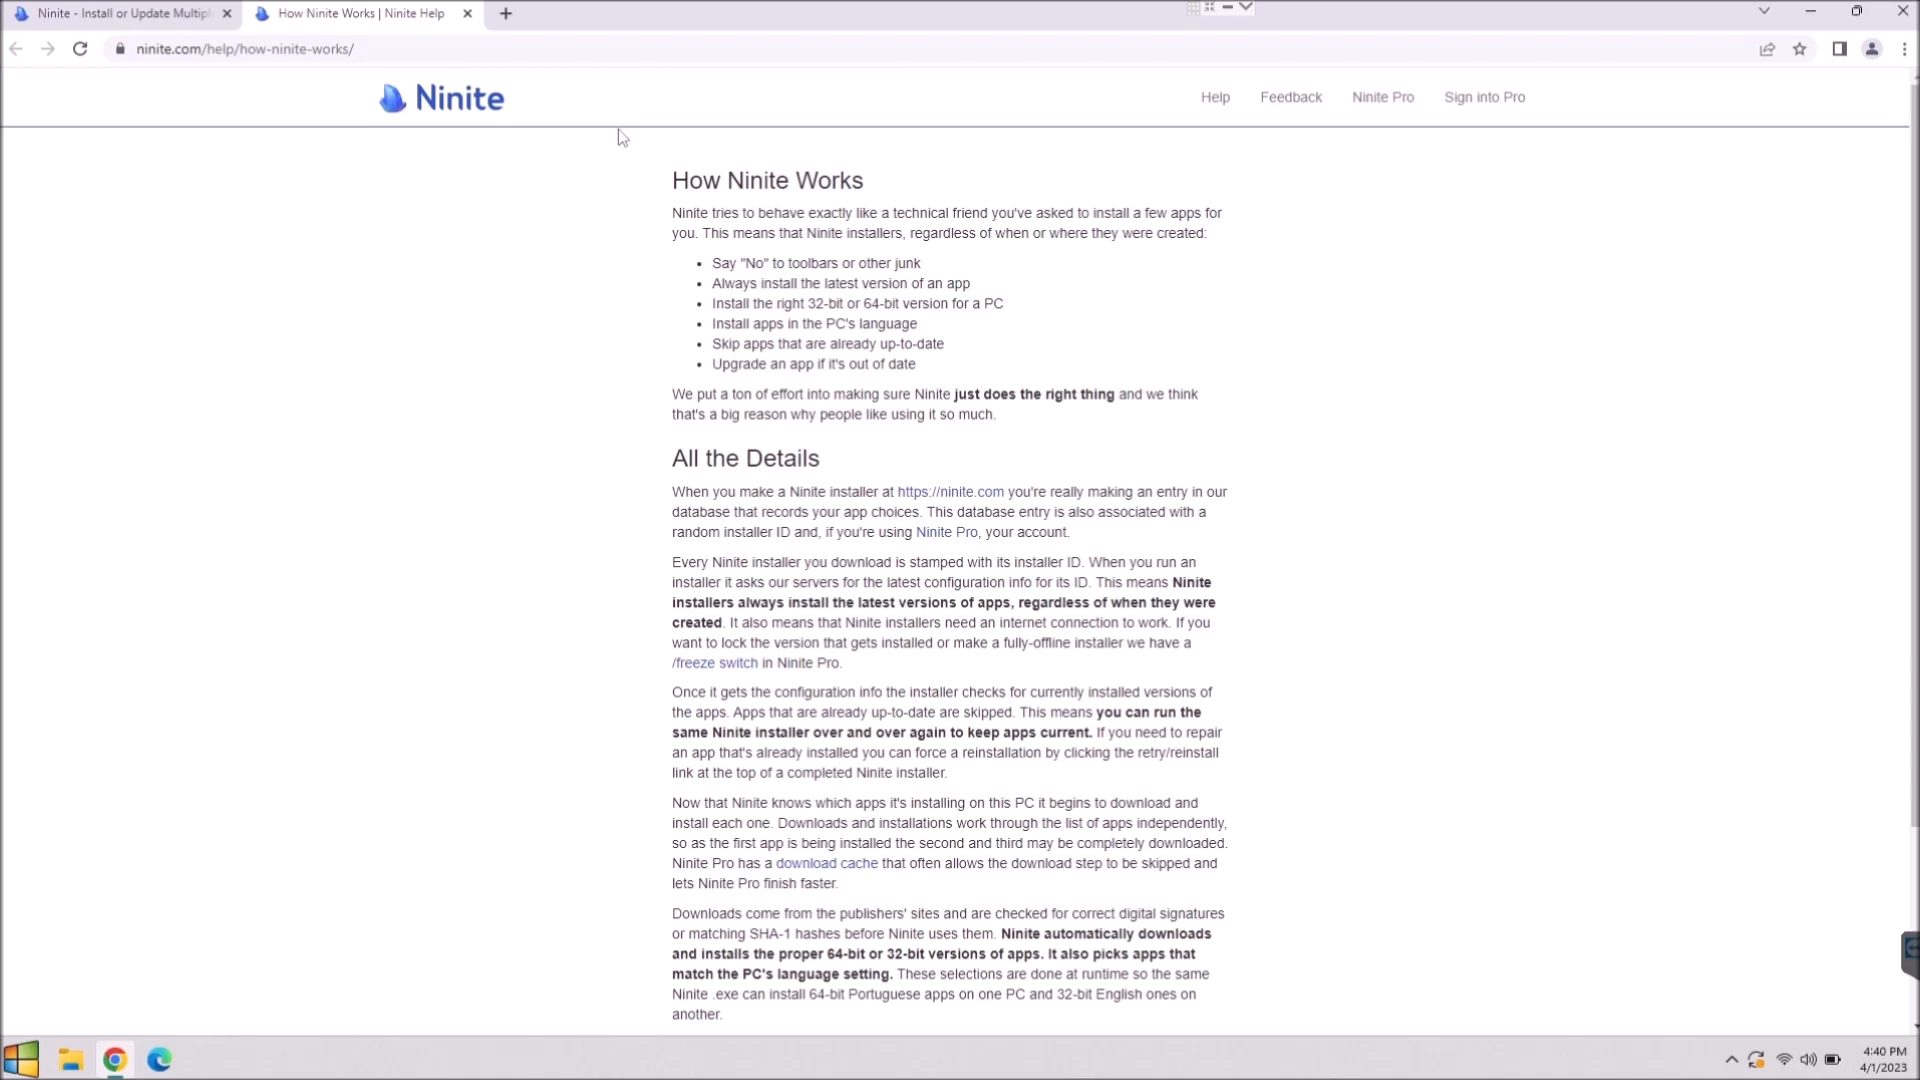 Ninite - Install or Update Multipl
How Ninite Works | Ninite Help
ninite.com/help/how-ninite-works/
Ninite
Help
Feedback
Ninite Pro
Sign into Pro
How Ninite Works
Ninite tries to behave exactly like a technical friend you've asked to install a few apps for
you. This means that Ninite installers, regardless of when or where they were created:
• Say "No" to toolbars or other junk
• Always install the latest version of an app
• Install the right 32-bit or 64-bit version for a PC
• Install apps in the PC's language
• Skip apps that are already up-to-date
• Upgrade an app if it's out of date
We put a ton of effort into making sure Ninite just does the right thing and we think
that's a big reason why people like using it so much.
All the Details
When you make a Ninite installer at https://ninite.com you're really making an entry in our
database that records your app choices. This database entry is also associated with a
random installer ID and, if you're using Ninite Pro, your account.
Every Ninite installer you download is stamped with its installer ID. When you run an
installer it asks our servers for the latest configuration info for its ID. This means Ninite
installers always install the latest versions of apps, regardless of when they were
created. It also means that Ninite installers need an internet connection to work. If you
want to lock the version that gets installed or make a fully-offline installer we have a
/freeze switch in Ninite Pro.
Once it gets the configuration info the installer checks for currently installed versions of
the apps. Apps that are already up-to-date are skipped. This means you can run the
same Ninite installer over and over again to keep apps current. If you need to repair
an app that's already installed you can force a reinstallation by clicking the retry/reinstall
link at the top of a completed Ninite installer.
Now that Ninite knows which apps it's installing on this PC it begins to download and
install each one. Downloads and installations work through the list of apps independently,
so as the first app is being installed the second and third may be completely downloaded.
Ninite Pro has a download cache that often allows the download step to be skipped and
lets Ninite Pro finish faster.
Downloads come from the publishers' sites and are checked for correct digital signatures
or matching SHA-1 hashes before Ninite uses them. Ninite automatically downloads
and installs the proper 64-bit or 32-bit versions of apps. It also picks apps that
match the PC's language setting. These selections are done at runtime so the same
Ninite .exe can install 64-bit Portuguese apps on one PC and 32-bit English ones on
another.
4:40 PM
4/1/2023